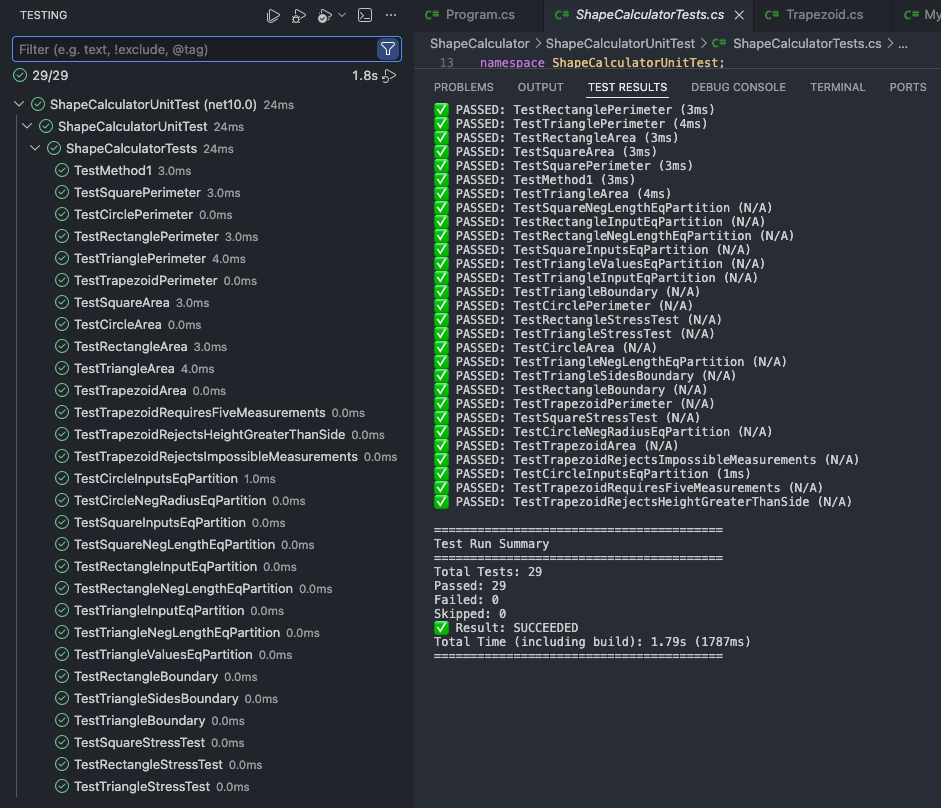 TESTING
Filter (e.g. text, !exclude, @tag)
29/29
1.8s
ShapeCalculatorUnitTest (net10.0) 24ms
ShapeCalculatorUnitTest 24ms
ShapeCalculatorTests 24ms
TestMethod1 3.0ms
TestSquarePerimeter 3.0ms
TestCirclePerimeter 0.0ms
TestRectanglePerimeter 3.0ms
TestTrianglePerimeter 4.0ms
TestTrapezoidPerimeter 0.0ms
TestSquareArea 3.0ms
TestCircleArea 0.0ms
TestRectangleArea 3.0ms
TestTriangleArea 4.0ms
TestTrapezoidArea 0.0ms
TestTrapezoidRequiresFiveMeasurements 0.0ms
TestTrapezoidRejectsHeightGreaterThanSide 0.0ms
TestTrapezoidRejectsImpossibleMeasurements 0.0ms
TestCircleInputsEqPartition 1.0ms
TestCircleNegRadiusEqPartition 0.0ms
TestSquareInputsEqPartition 0.0ms
TestSquareNegLengthEqPartition 0.0ms
TestRectangleInputEqPartition 0.0ms
TestRectangleNegLengthEqPartition 0.0ms
TestTriangleInputEqPartition 0.0ms
TestTriangleNegLengthEqPartition 0.0ms
TestTriangleValuesEqPartition 0.0ms
TestRectangleBoundary 0.0ms
TestTriangleSidesBoundary 0.0ms
TestTriangleBoundary 0.0ms
TestSquareStressTest 0.0ms
TestRectangleStressTest 0.0ms
TestTriangleStressTest 0.0ms
C# Program.cs C# ShapeCalculatorTests.cs C# Trapezoid.cs C# My
ShapeCalculator > ShapeCalculatorUnitTest > C# ShapeCalculatorTests.cs > ...
13 namespace ShapeCalculatorUnitTest;
PROBLEMS OUTPUT TEST RESULTS DEBUG CONSOLE TERMINAL PORTS
✅ PASSED: TestRectanglePerimeter (3ms)
✅ PASSED: TestTrianglePerimeter (4ms)
✅ PASSED: TestRectangleArea (3ms)
✅ PASSED: TestSquareArea (3ms)
✅ PASSED: TestSquarePerimeter (3ms)
✅ PASSED: TestMethod1 (3ms)
✅ PASSED: TestTriangleArea (4ms)
✅ PASSED: TestSquareNegLengthEqPartition (N/A)
✅ PASSED: TestRectangleInputEqPartition (N/A)
✅ PASSED: TestRectangleNegLengthEqPartition (N/A)
✅ PASSED: TestSquareInputsEqPartition (N/A)
✅ PASSED: TestTriangleValuesEqPartition (N/A)
✅ PASSED: TestTriangleInputEqPartition (N/A)
✅ PASSED: TestTriangleBoundary (N/A)
✅ PASSED: TestCirclePerimeter (N/A)
✅ PASSED: TestRectangleStressTest (N/A)
✅ PASSED: TestTriangleStressTest (N/A)
✅ PASSED: TestCircleArea (N/A)
✅ PASSED: TestTriangleNegLengthEqPartition (N/A)
✅ PASSED: TestTriangleSidesBoundary (N/A)
✅ PASSED: TestRectangleBoundary (N/A)
✅ PASSED: TestTrapezoidPerimeter (N/A)
✅ PASSED: TestSquareStressTest (N/A)
✅ PASSED: TestCircleNegRadiusEqPartition (N/A)
✅ PASSED: TestTrapezoidArea (N/A)
✅ PASSED: TestTrapezoidRejectsImpossibleMeasurements (N/A)
✅ PASSED: TestCircleInputsEqPartition (1ms)
✅ PASSED: TestTrapezoidRequiresFiveMeasurements (N/A)
✅ PASSED: TestTrapezoidRejectsHeightGreaterThanSide (N/A)
========================================
Test Run Summary
========================================
Total Tests: 29
Passed: 29
Failed: 0
Skipped: 0
✅ Result: SUCCEEDED
Total Time (including build): 1.79s (1787ms)
========================================